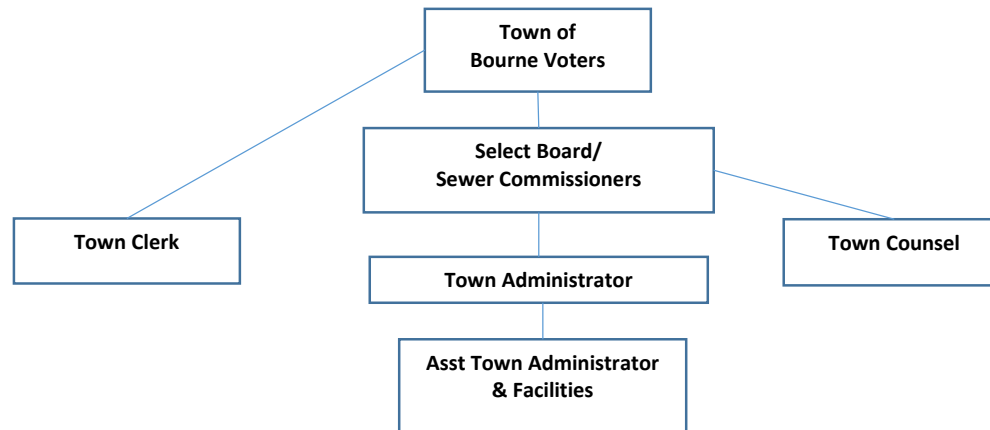 Town of
Bourne Voters
Select Board/
Sewer Commissioners
Town Clerk
Town Counsel
Town Administrator
Asst Town Administrator
& Facilities